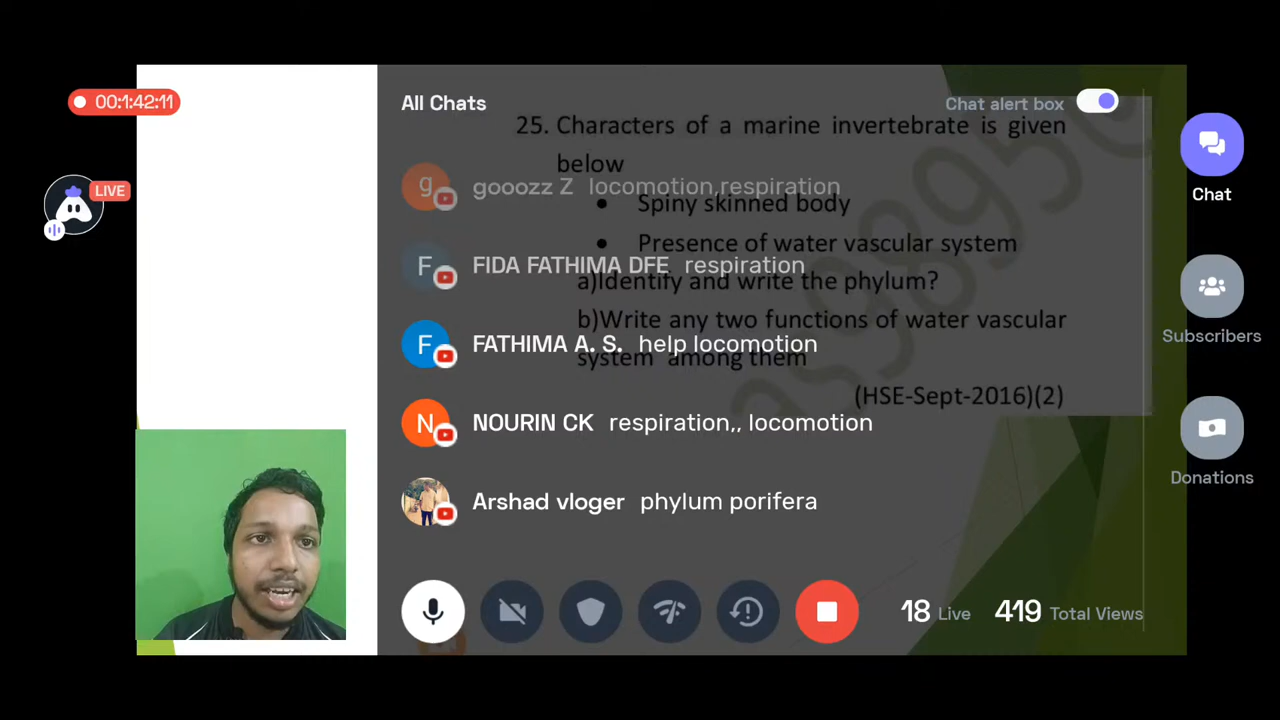 00:1:42:11
LIVE
All Chats
Chat alert box
25. Characters of a marine invertebrate is given
below
gooozz Z locomotion,respiration
• Spiny skinned body
• Presence of water vascular system
FIDA FATHIMA DFE respiration
a)Identify and write the phylum?
b)Write any two functions of water vascular
FATHIMA A. S. help locomotion
system among them
(HSE-Sept-2016)(2)
NOURIN CK respiration,, locomotion
Arshad vloger phylum porifera
18 Live 419 Total Views
Chat
Subscribers
Donations
g
F
F
N